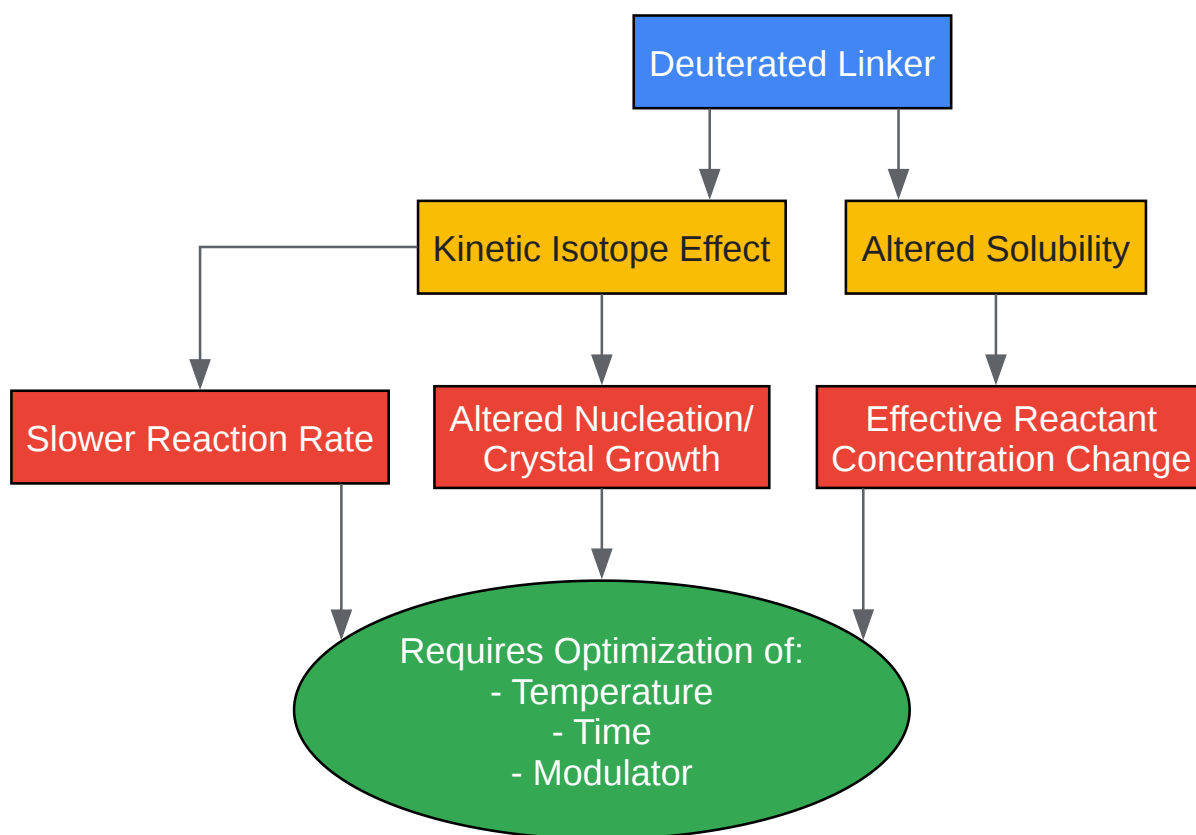 Deuterated Linker
Kinetic Isotope Effect
Altered Solubility
Slower Reaction Rate
Altered Nucleation/
Crystal Growth
Effective Reactant
Concentration Change
Requires Optimization of:
- Temperature
- Time
- Modulator